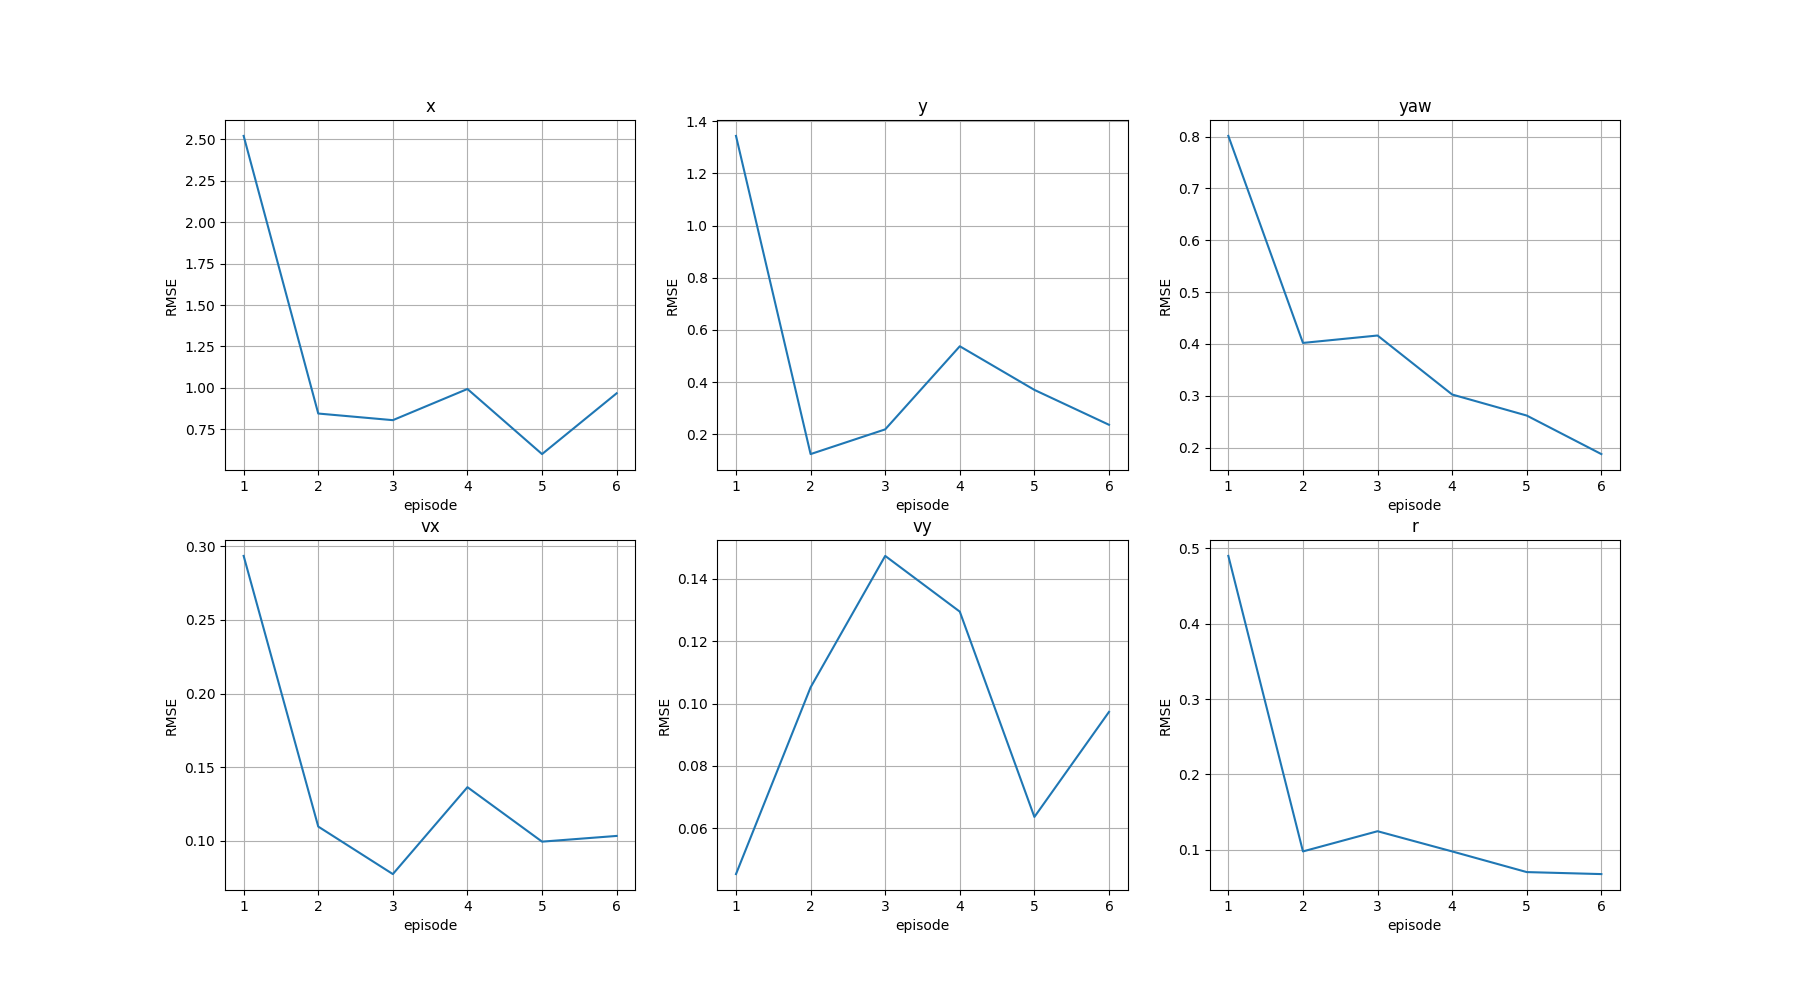 x
2.50
2.25
2.00
1.75
1.50
1.25
1.00
0.75
RMSE
1 2 3 4 5 6
episode
y
1.4
1.2
1.0
0.8
0.6
0.4
0.2
RMSE
1 2 3 4 5 6
episode
yaw
0.8
0.7
0.6
0.5
0.4
0.3
0.2
RMSE
1 2 3 4 5 6
episode
vx
0.30
0.25
0.20
0.15
0.10
RMSE
1 2 3 4 5 6
episode
vy
0.14
0.12
0.10
0.08
0.06
RMSE
1 2 3 4 5 6
episode
r
0.5
0.4
0.3
0.2
0.1
RMSE
1 2 3 4 5 6
episode